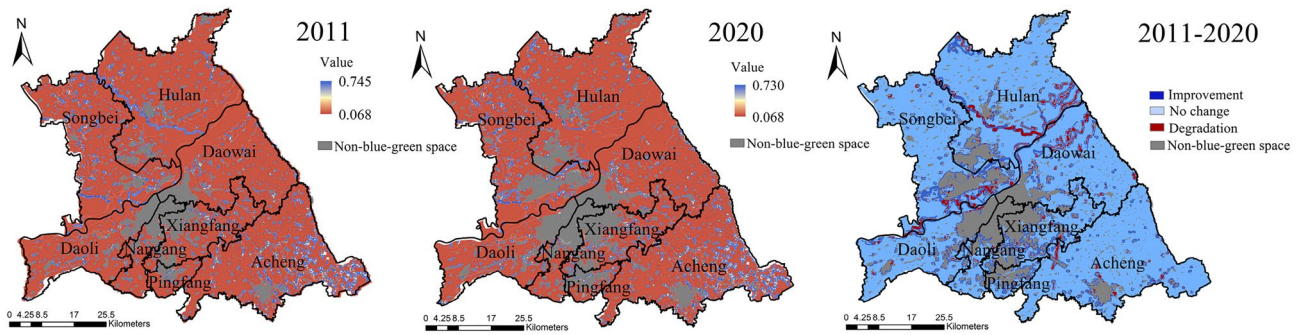 N
2011
Value
0.745
0.068
Non-blue-green space
Hulan
Songbei
Daowai
Xiangfang
Daoli
Nangang
Acheng
Pingfang
0 4.25 8.5 17 25.5
Kilometers
N
2020
Value
0.730
0.068
Non-blue-green space
Hulan
Songbei
Daowai
Xiangfang
Daoli
Nangang
Acheng
Pingfang
0 4.25 8.5 17 25.5
Kilometers
N
2011-2020
Improvement
No change
Degradation
Non-blue-green space
Hulan
Songbei
Daowai
Xiangfang
Daoli
Nangang
Acheng
Pingfang
0 4.25 8.5 17 25.5
Kilometers